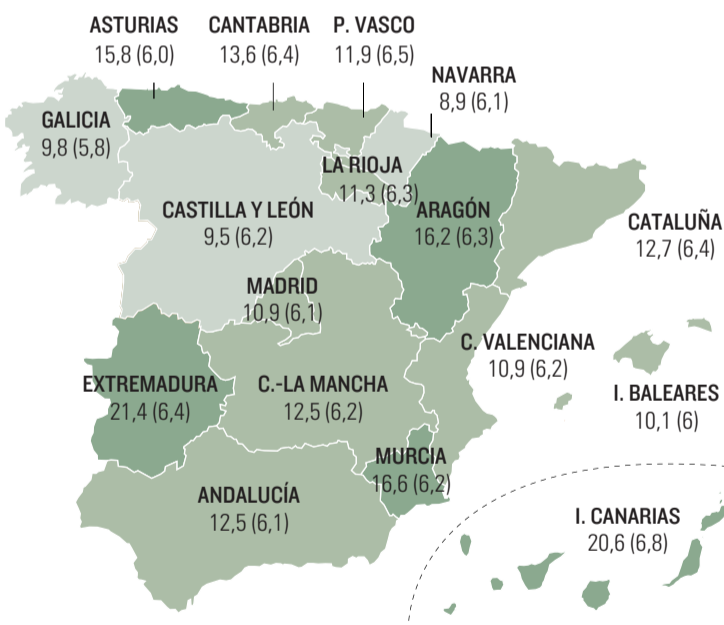 ASTURIAS
15,8 (6,0)
CANTABRIA
13,6 (6,4)
P. VASCO
11,9 (6,5)
NAVARRA
8,9 (6,1)
GALICIA
9,8 (5,8)
LA RIOJA
11,3 (6,3)
CASTILLA Y LEÓN
9,5 (6,2)
ARAGÓN
16,2 (6,3)
CATALUÑA
12,7 (6,4)
MADRID
10,9 (6,1)
C. VALENCIANA
10,9 (6,2)
EXTREMADURA
21,4 (6,4)
C.-LA MANCHA
12,5 (6,2)
I. BALEARES
10,1 (6)
MURCIA
16,6 (6,2)
ANDALUCÍA
12,5 (6,1)
I. CANARIAS
20,6 (6,8)